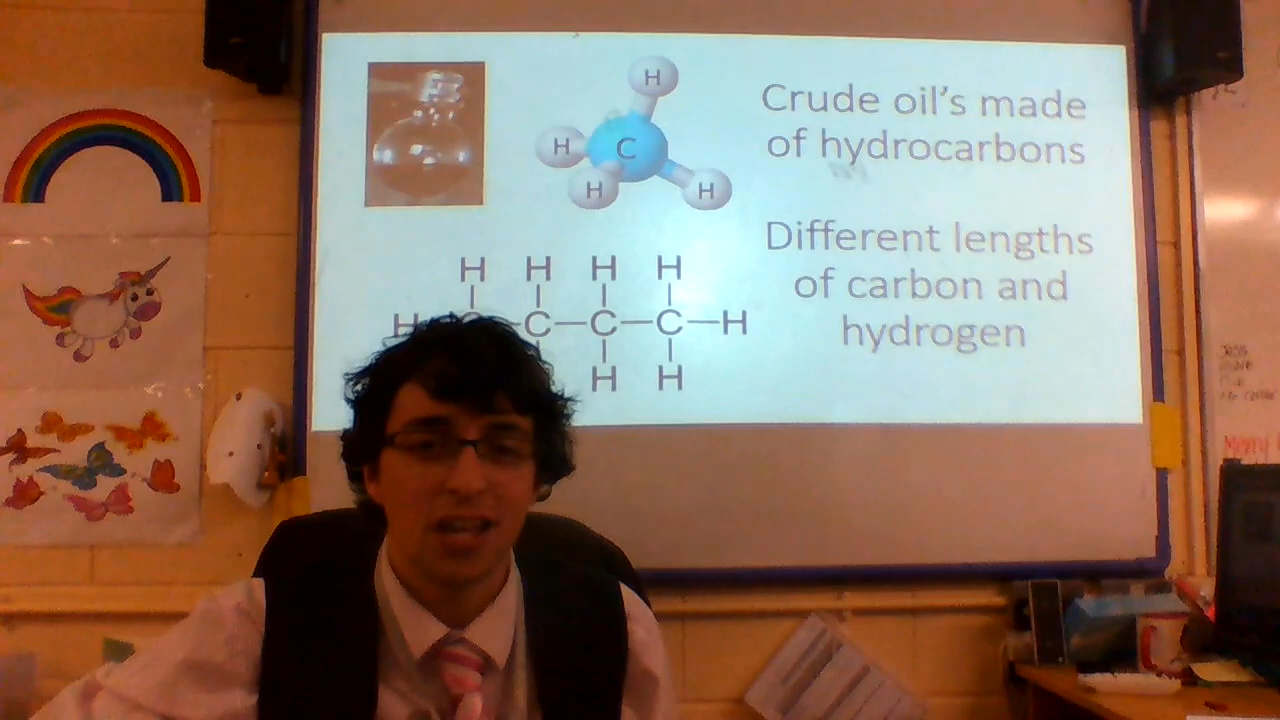 H
C
H
H
H
Crude oil's made
of hydrocarbons
Different lengths
of carbon and
hydrogen
H H H H
H C—C—C—H
H H